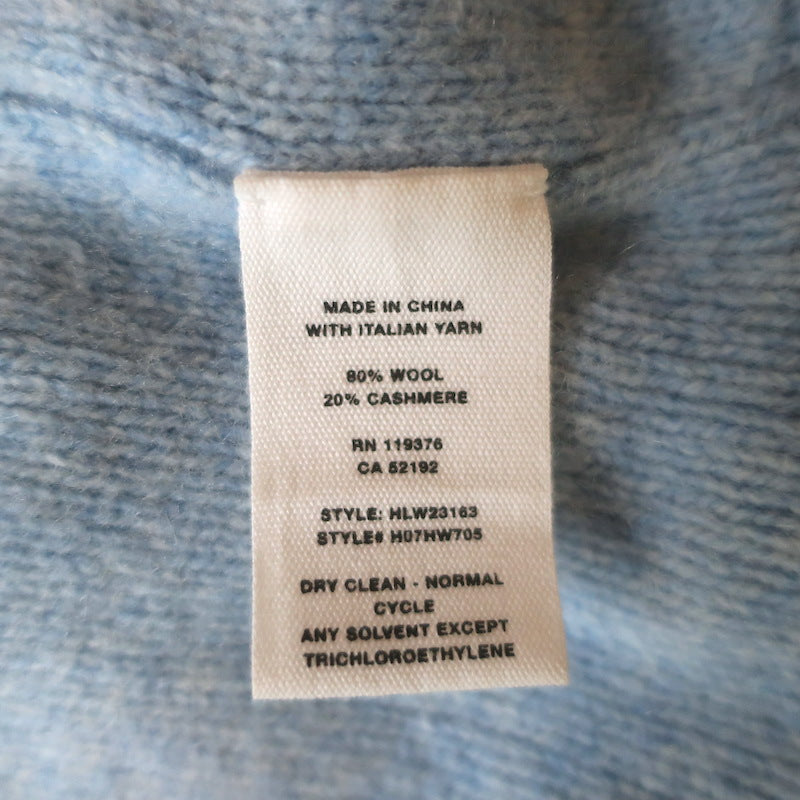 MADE IN CHINA
WITH ITALIAN YARN
80% WOOL
20% CASHMERE
RN 119376
CA 52192
STYLE: HLW23163
STYLE# H07HW705
DRY CLEAN - NORMAL
CYCLE
ANY SOLVENT EXCEPT
TRICHLOROETHYLENE